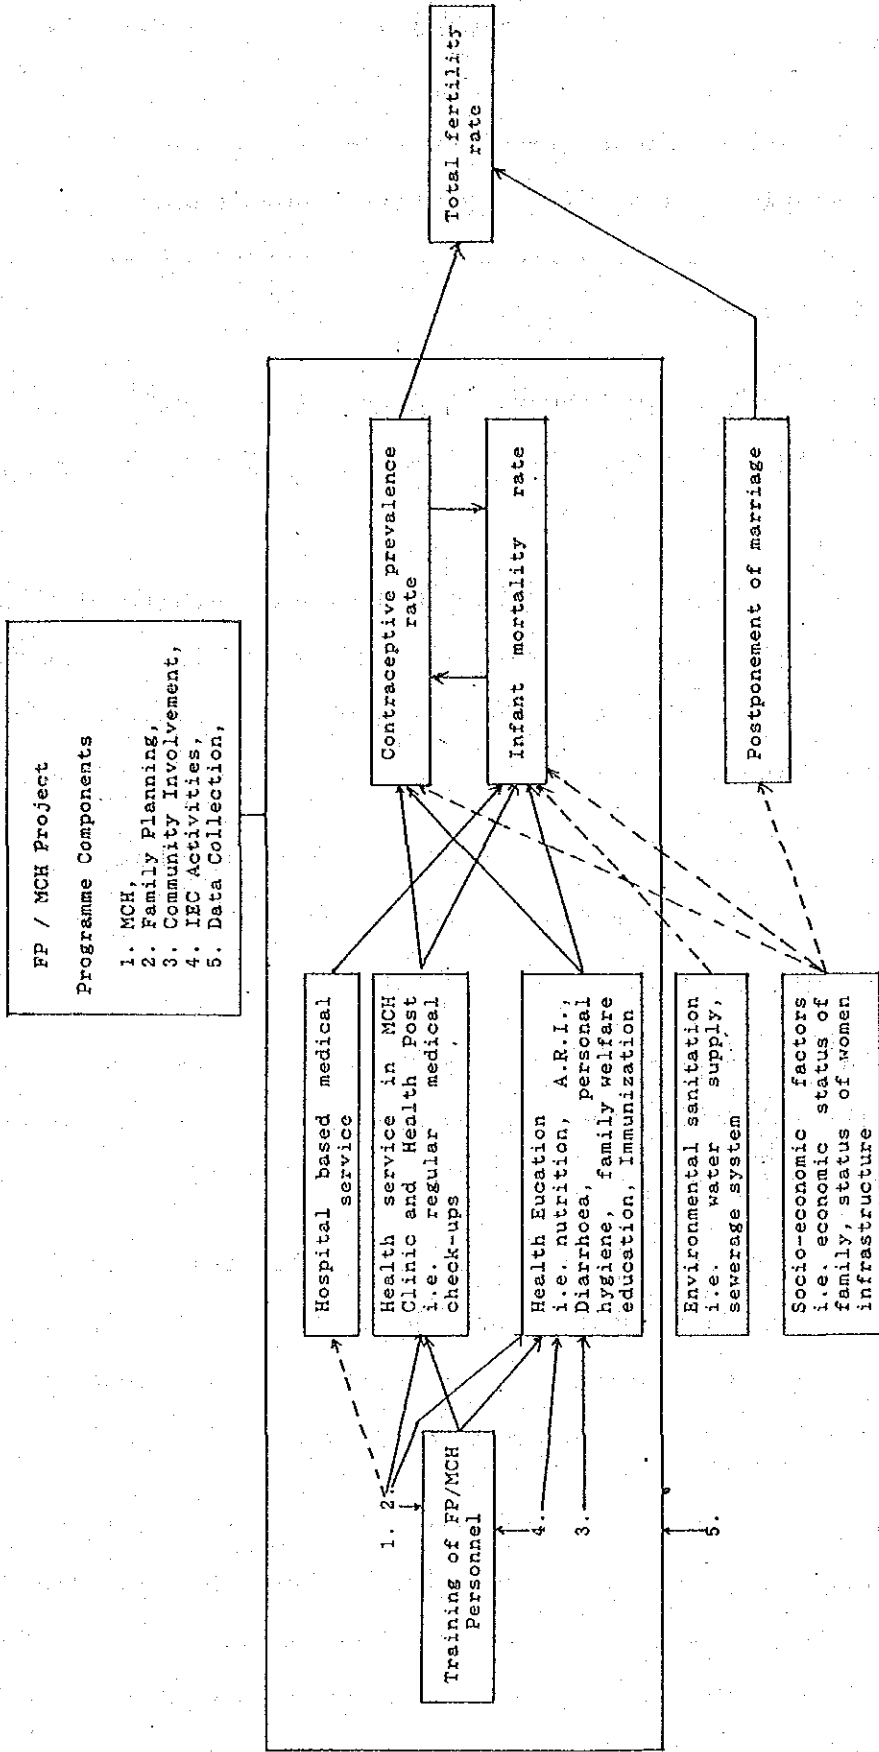 FP / MCH Project
Programme Components
1. MCH,
2. Family Planning,
3. Community Involvement,
4. IEC Activities,
5. Data Collection,
Hospital based medical
service
Health service in MCH
Clinic and Health Post
i.e. regular medical
check-ups
1. 2.
Training of FP/MCH
Personnel
4.
3.
5.
Health Eucation
i.e. nutrition, A.R.I.,
Diarrhoea, personal
hygiene, family welfare
education, Immunization
Environmental sanitation
i.e. water supply,
sewerage system
Socio-economic factors
i.e. economic status of
family, status of women
infrastructure
Contraceptive prevalence
rate
Infant mortality rate
Postponement of marriage
Total fertility
rate